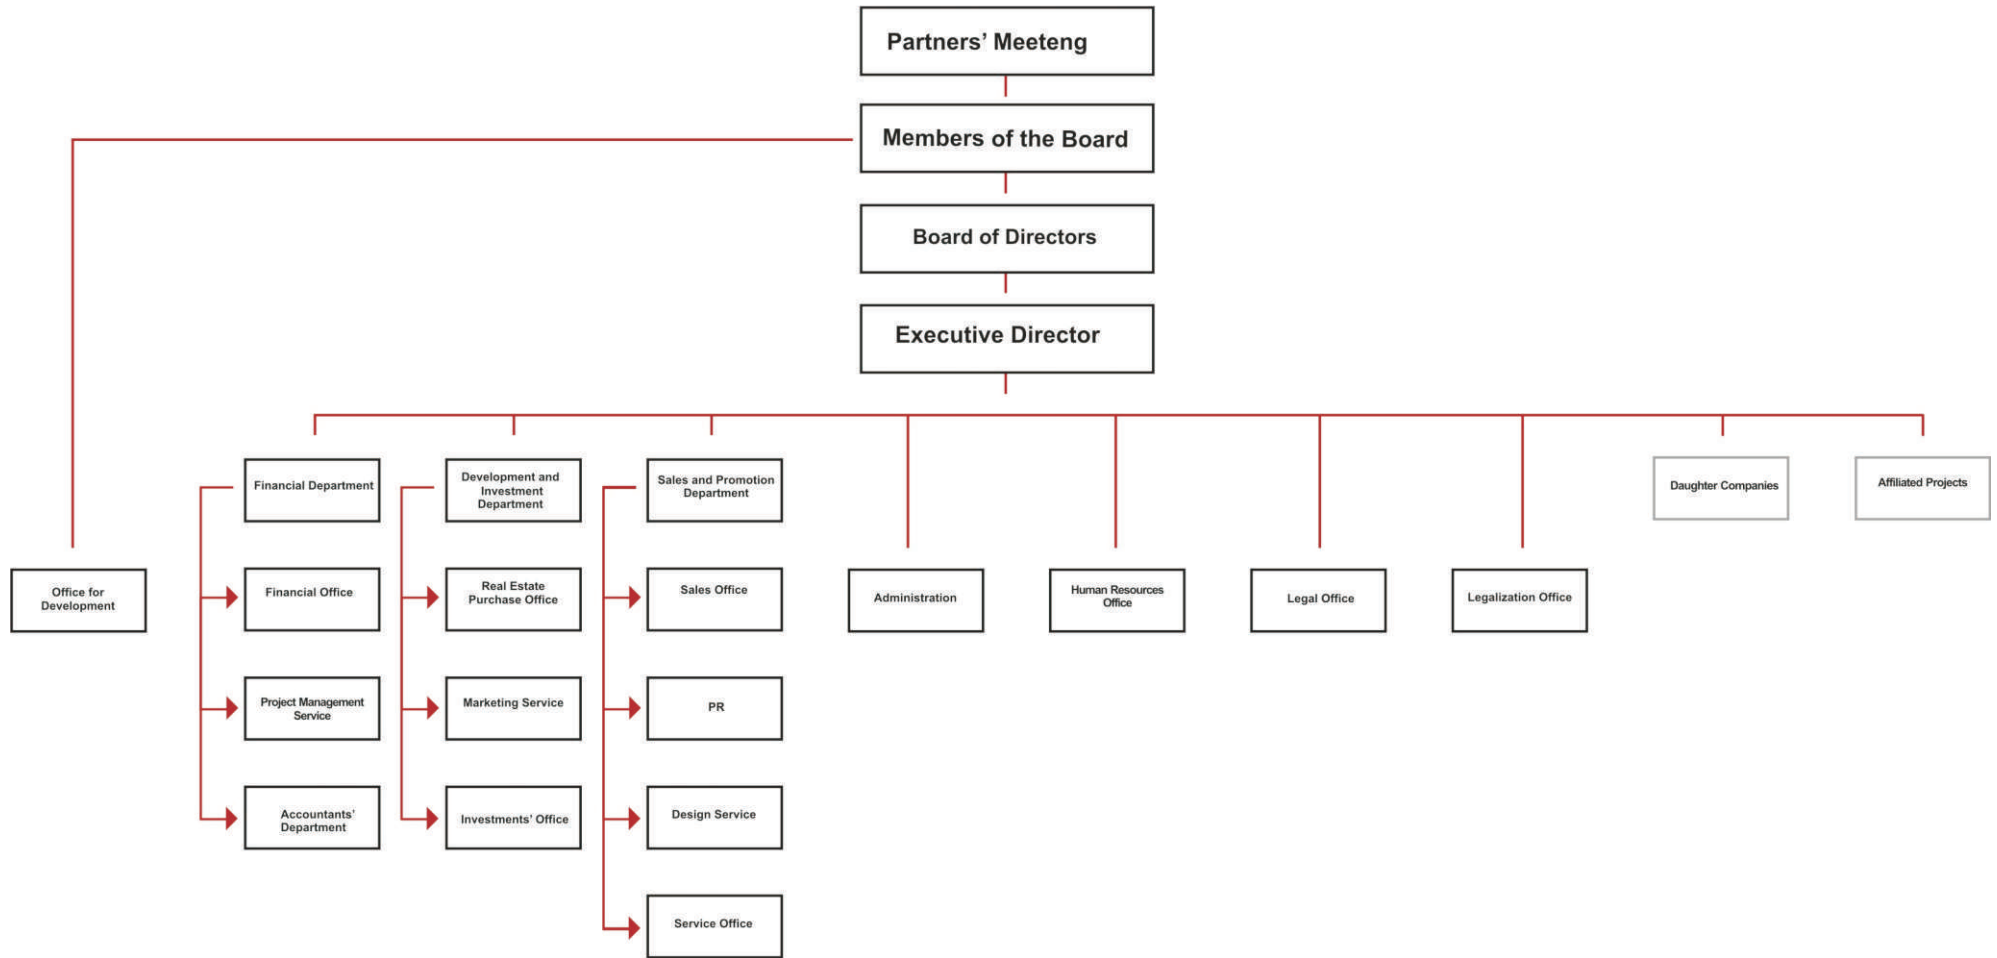 Partners’ Meeteng
Members of the Board
Board of Directors
Executive Director
Financial Department
Development and
Investment
Department
Sales and Promotion
Department
Daughter Companies
Affiliated Projects
Office for
Development
Financial Office
Real Estate
Purchase Office
Sales Office
Administration
Human Resources
Office
Legal Office
Legalization Office
Project Management
Service
Marketing Service
PR
Accountants’
Department
Investments’ Office
Design Service
Service Office